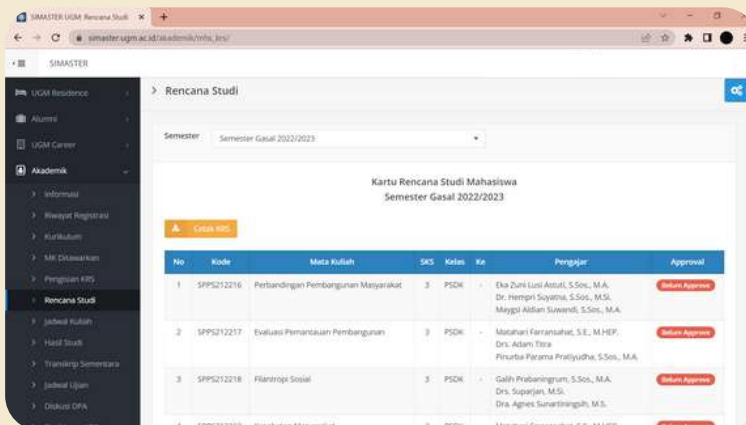 SIMASTER UGM: Rencana Studi
simaster.ugm.ac.id/akademik/mhs_krs/
SIMASTER
UGM Residence
Rencana Studi
Alumni
UGM Career
Semester
Semester Gasal 2022/2023
Akademik
Informasi
Riwayat Registrasi
Kurikulum
MK Ditawarkan
Pengisian KRS
Rencana Studi
Jadwal Kuliah
Hasil Studi
Transkrip Sementara
Jadwal Ujian
Diskusi DPA
Kartu Rencana Studi Mahasiswa
Semester Gasal 2022/2023
Cetak KRS
No Kode Mata Kuliah SKS Kelas Ke Pengajar Approval
1 SPPS212216 Perbandingan Pembangunan Masyarakat 3 PSDK - Eka Zuni Lusi Astuti, S.Sos., M.A. Belum Approve
Dr. Hempri Suyatna, S.Sos., M.Si.
Maygsi Aldian Suwandi, S.Sos., M.A.
2 SPPS212217 Evaluasi Pemantauan Pembangunan 3 PSDK - Matahari Farransahat, S.E., M.HEP. Belum Approve
Drs. Adam Titra
Pinurba Parama Pratiyudha, S.Sos., M.A.
3 SPPS212218 Filantropi Sosial 3 PSDK - Galih Prabaningrum, S.Sos., M.A. Belum Approve
Drs. Suparjan, M.Si.
Dra. Agnes Sunartiningsih, M.S.